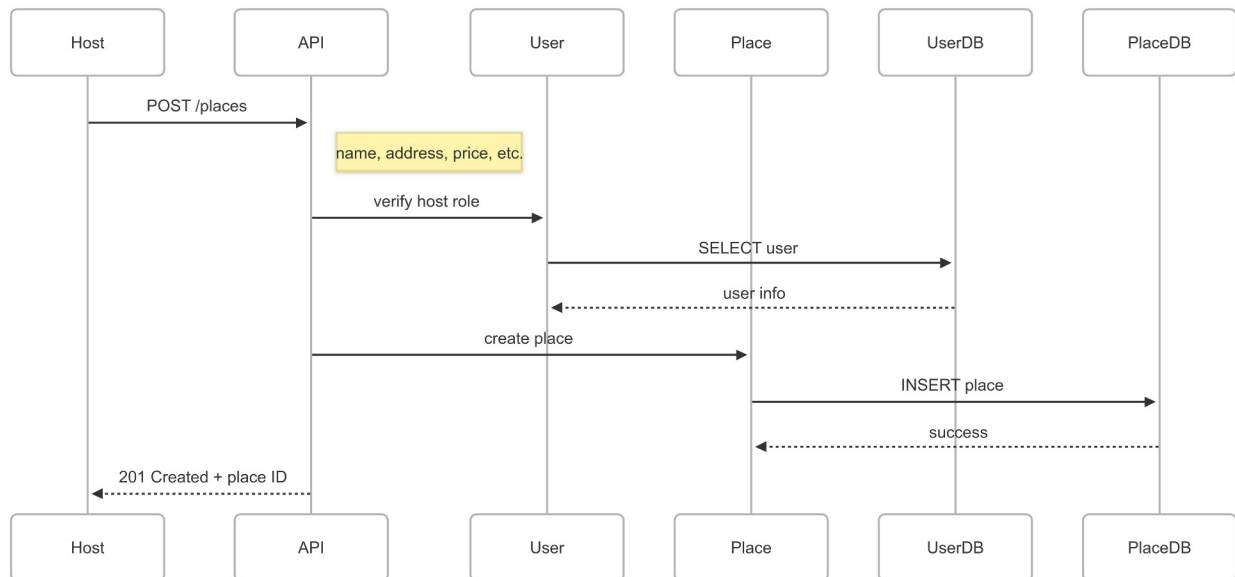 Host
API
User
Place
UserDB
PlaceDB
POST /places
name, address, price, etc.
verify host role
SELECT user
user info
create place
INSERT place
success
201 Created + place ID
Host
API
User
Place
UserDB
PlaceDB